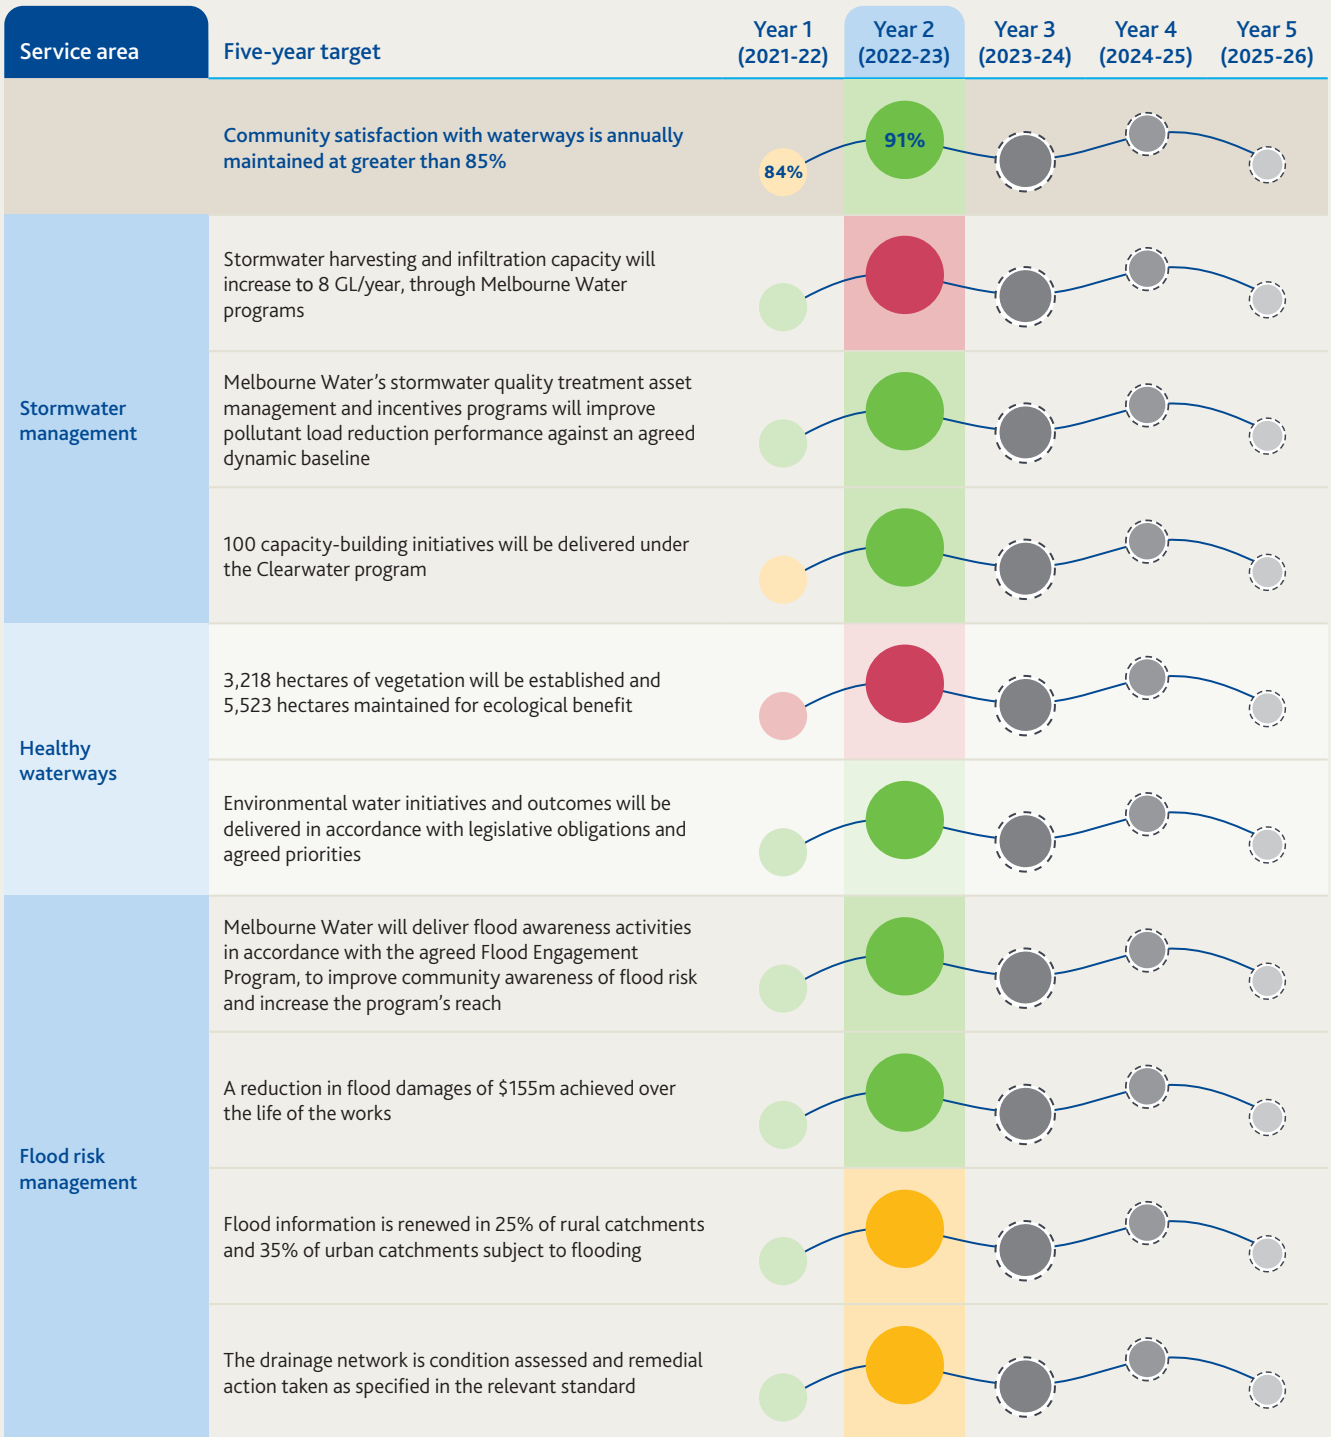 Service area
Five-year target
Year 1
(2021-22)
Year 2
(2022-23)
Year 3
(2023-24)
Year 4
(2024-25)
Year 5
(2025-26)
Community satisfaction with waterways is annually
maintained at greater than 85%
84%
91%
Stormwater
management
Stormwater harvesting and infiltration capacity will
increase to 8 GL/year, through Melbourne Water
programs
Melbourne Water’s stormwater quality treatment asset
management and incentives programs will improve
pollutant load reduction performance against an agreed
dynamic baseline
100 capacity-building initiatives will be delivered under
the Clearwater program
Healthy
waterways
3,218 hectares of vegetation will be established and
5,523 hectares maintained for ecological benefit
Environmental water initiatives and outcomes will be
delivered in accordance with legislative obligations and
agreed priorities
Flood risk
management
Melbourne Water will deliver flood awareness activities
in accordance with the agreed Flood Engagement
Program, to improve community awareness of flood risk
and increase the program’s reach
A reduction in flood damages of $155m achieved over
the life of the works
Flood information is renewed in 25% of rural catchments
and 35% of urban catchments subject to flooding
The drainage network is condition assessed and remedial
action taken as specified in the relevant standard